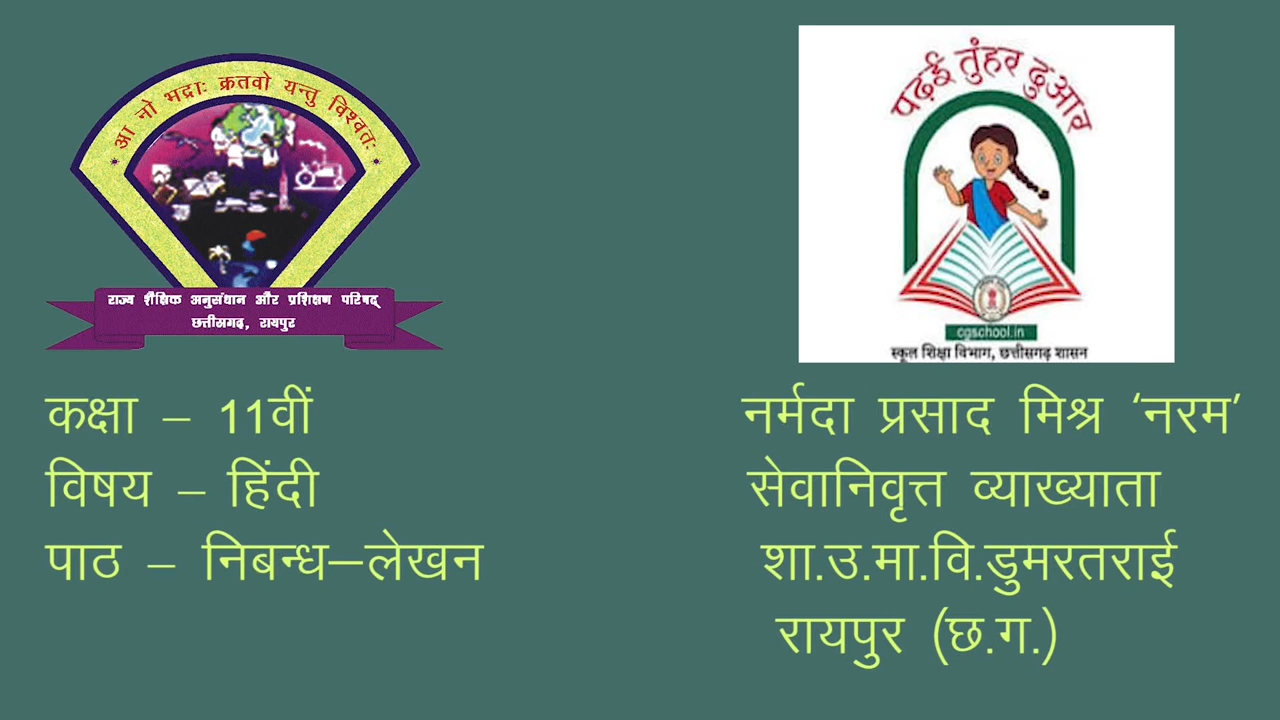 आ नो भद्राः क्रतवो यन्तु विश्वतः
राज्य शैक्षिक अनुसंधान और प्रशिक्षण परिषद्
छत्तीसगढ़, रायपुर
पढ़ई तुंहर दुआर
cgschool.in
स्कूल शिक्षा विभाग, छत्तीसगढ़ शासन
कक्षा – 11वीं
विषय – हिंदी
पाठ – निबन्ध–लेखन
नर्मदा प्रसाद मिश्र ‘नरम’
सेवानिवृत्त व्याख्याता
शा.उ.मा.वि.डुमरतराई
रायपुर (छ.ग.)